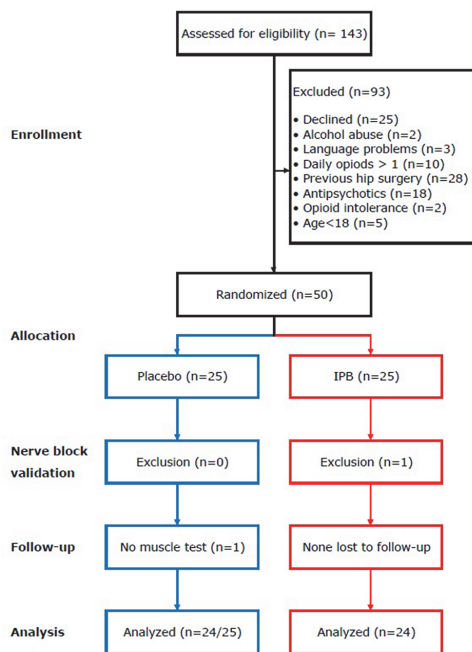 Assessed for eligibility (n= 143)
Enrollment
Excluded (n=93)
• Declined (n=25)
• Alcohol abuse (n=2)
• Language problems (n=3)
• Daily opiods > 1 (n=10)
• Previous hip surgery (n=28)
• Antipsychotics (n=18)
• Opioid intolerance (n=2)
• Age<18 (n=5)
Randomized (n=50)
Allocation
Placebo (n=25)
IPB (n=25)
Nerve block
validation
Exclusion (n=0)
Exclusion (n=1)
Follow-up
No muscle test (n=1)
None lost to follow-up
Analysis
Analyzed (n=24/25)
Analyzed (n=24)